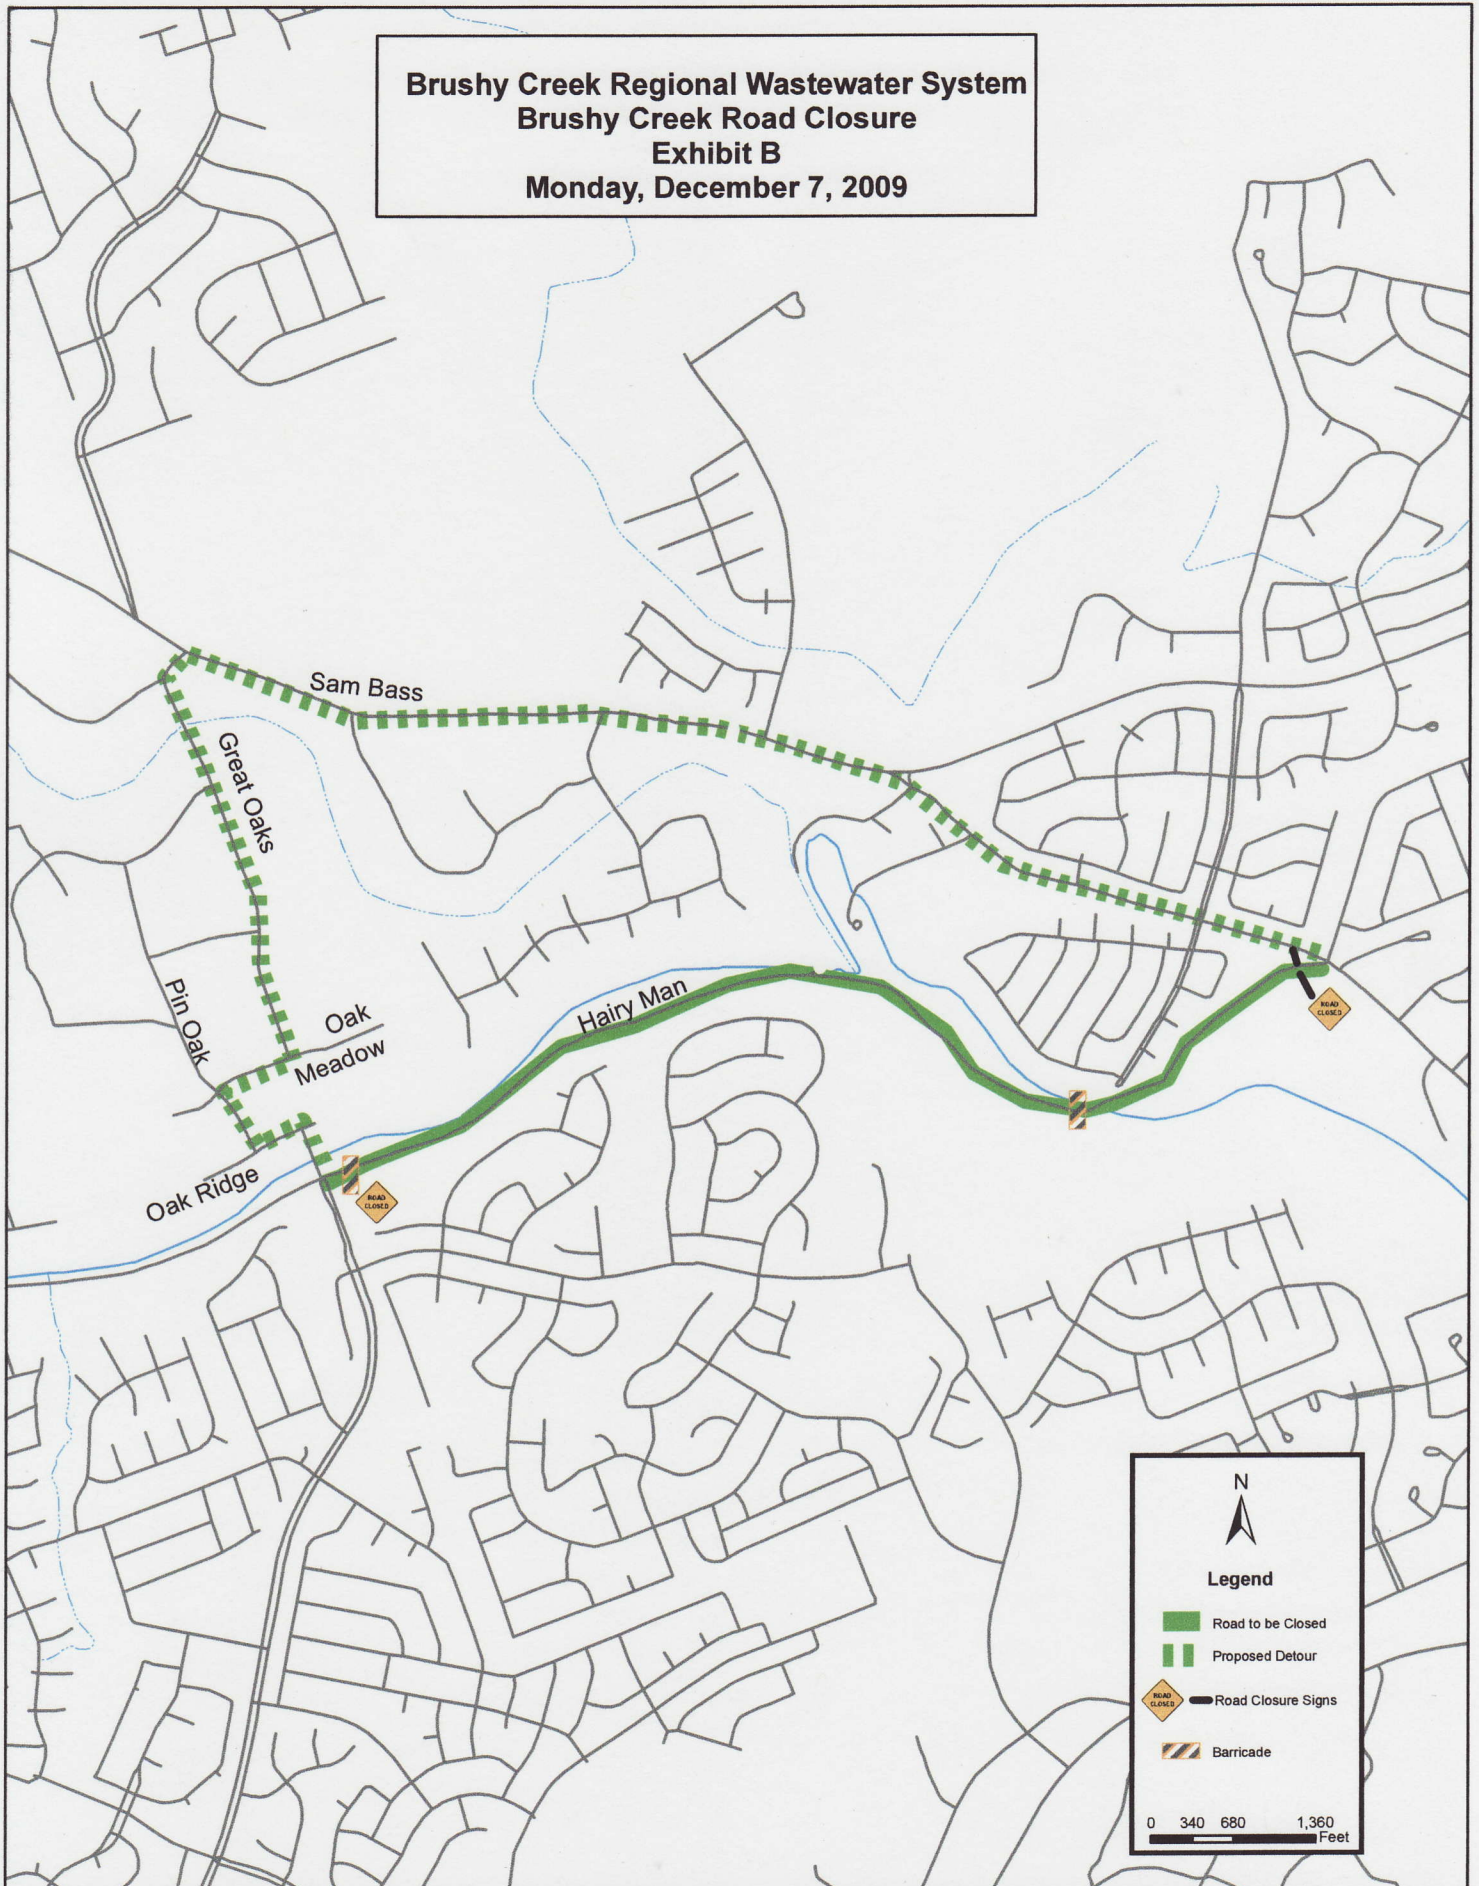 Brushy Creek Regional Wastewater System
Brushy Creek Road Closure
Exhibit B
Monday, December 7, 2009
Sam Bass
Great Oaks
Pin Oak
Oak
Meadow
Hairy Man
Oak Ridge
ROAD
CLOSED
ROAD
CLOSED
N
Legend
Road to be Closed
Proposed Detour
ROAD
CLOSED
Road Closure Signs
Barricade
0 340 680 1,360
Feet